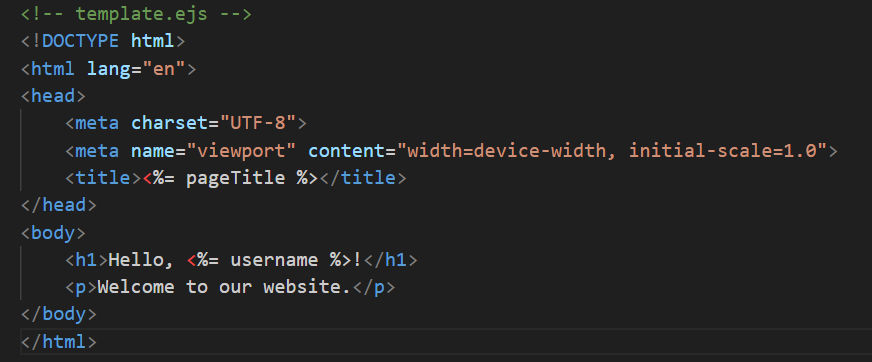 <!-- template.ejs -->
<!DOCTYPE html>
<html lang="en">
<head>
    <meta charset="UTF-8">
    <meta name="viewport" content="width=device-width, initial-scale=1.0">
    <title><%= pageTitle %></title>
</head>
<body>
    <h1>Hello, <%= username %>!</h1>
    <p>Welcome to our website.</p>
</body>
</html>